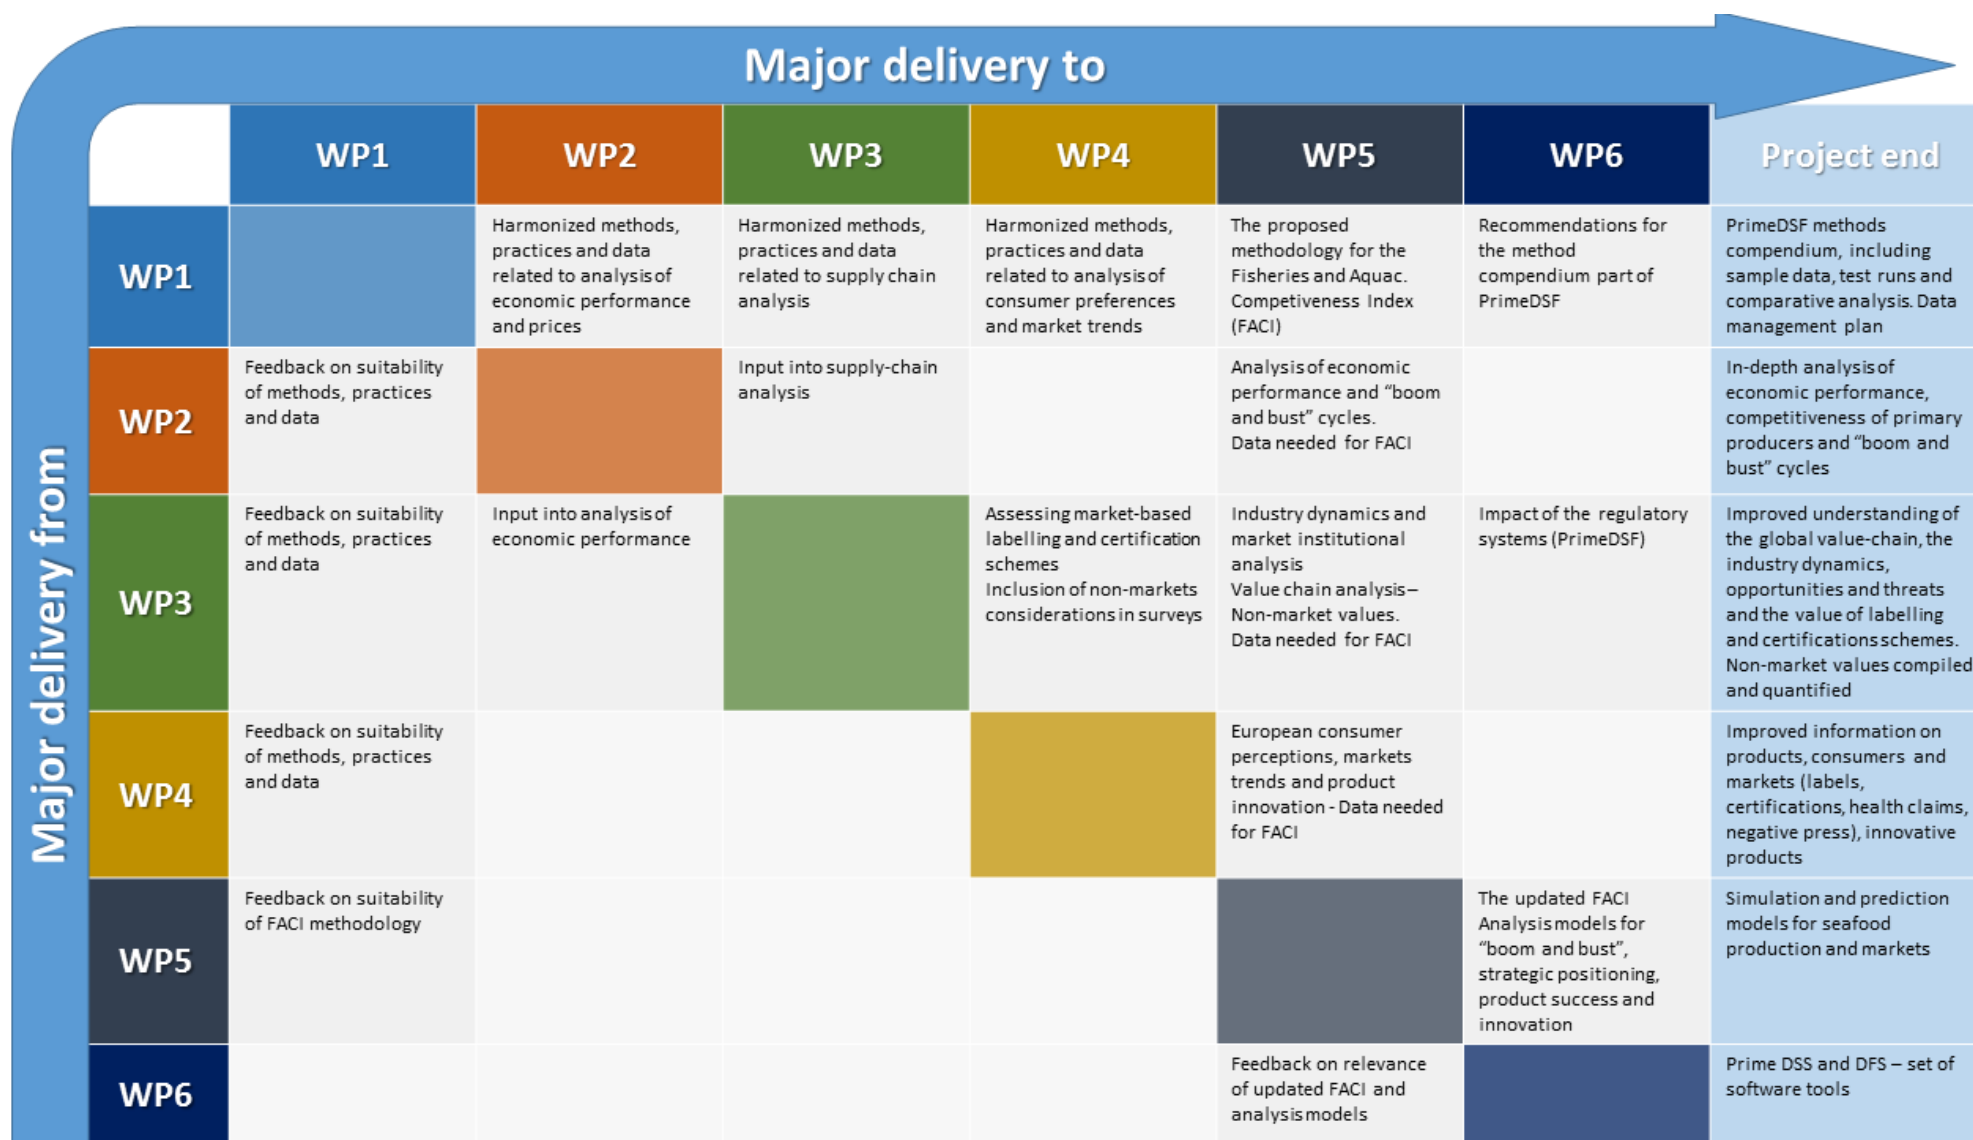 Major delivery to
WP1
WP2
WP3
WP4
WP5
WP6
Project end
Major delivery from
WP1
Harmonized methods,
practices and data
related to analysis of
economic performance
and prices
Harmonized methods,
practices and data
related to supply chain
analysis
Harmonized methods,
practices and data
related to analysis of
consumer preferences
and market trends
The proposed
methodology for the
Fisheries and Aquac.
Competiveness Index
(FACI)
Recommendations for
the method
compendium part of
PrimeDSF
PrimeDSF methods
compendium, including
sample data, test runs and
comparative analysis. Data
management plan
WP2
Feedback on suitability
of methods, practices
and data
Input into supply-chain
analysis
Analysis of economic
performance and “boom
and bust” cycles.
Data needed for FACI
In-depth analysis of
economic performance,
competitiveness of primary
producers and “boom and
bust” cycles
WP3
Feedback on suitability
of methods, practices
and data
Input into analysis of
economic performance
Assessing market-based
labelling and certification
schemes
Inclusion of non-markets
considerations in surveys
Industry dynamics and
market institutional
analysis
Value chain analysis –
Non-market values.
Data needed for FACI
Impact of the regulatory
systems (PrimeDSF)
Improved understanding of
the global value-chain, the
industry dynamics,
opportunities and threats
and the value of labelling
and certifications schemes.
Non-market values compiled
and quantified
WP4
Feedback on suitability
of methods, practices
and data
European consumer
perceptions, markets
trends and product
innovation - Data needed
for FACI
Improved information on
products, consumers and
markets (labels,
certifications, health claims,
negative press), innovative
products
WP5
Feedback on suitability
of FACI methodology
The updated FACI
Analysis models for
“boom and bust”,
strategic positioning,
product success and
innovation
Simulation and prediction
models for seafood
production and markets
WP6
Feedback on relevance
of updated FACI and
analysis models
Prime DSS and DFS – set of
software tools